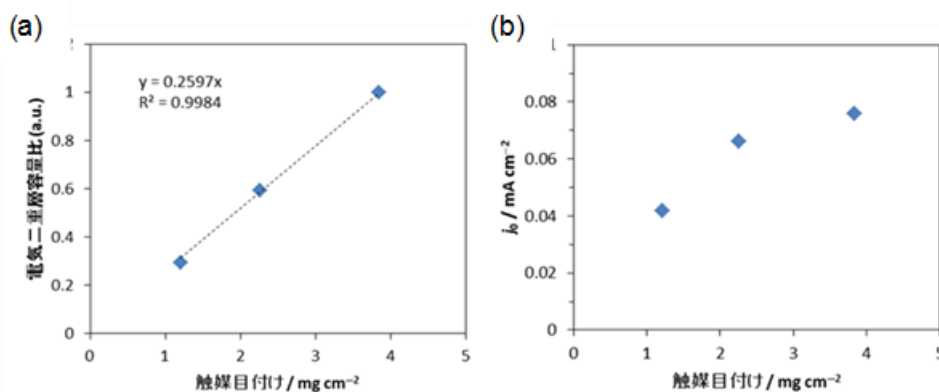 (a)
電気二重層容量比 (a.u.)
1
0.8
0.6
0.4
0.2
0
y = 0.2597x
R² = 0.9984
0 1 2 3 4 5
触媒目付け / mg cm⁻²
(b)
j₀ / mA cm⁻²
0.08
0.06
0.04
0.02
0
0 1 2 3 4 5
触媒目付け / mg cm⁻²